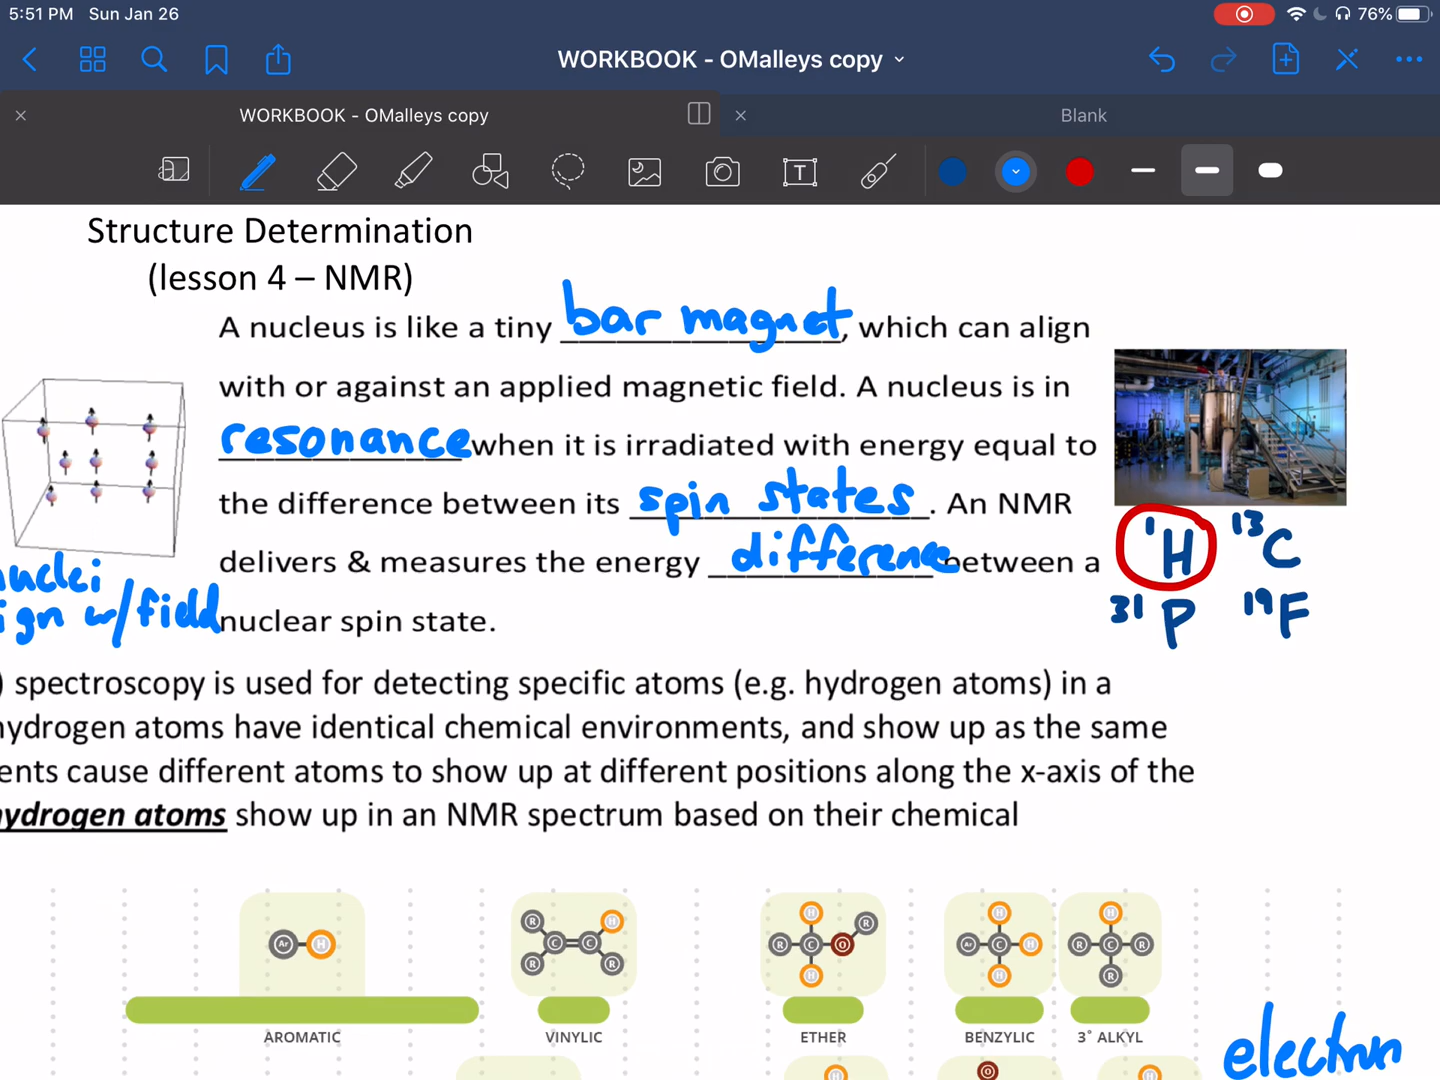 5:51 PM Sun Jan 26
76%
WORKBOOK - OMalleys copy
WORKBOOK - OMalleys copy
Blank
T
Structure Determination
(lesson 4 – NMR)
A nucleus is like a tiny bar magnet, which can align
with or against an applied magnetic field. A nucleus is in
resonance when it is irradiated with energy equal to
the difference between its spin states. An NMR
delivers & measures the energy difference between a
nuclear spin state.
nuclei
ign w/ field
¹H ¹³C
³¹P ¹⁹F
) spectroscopy is used for detecting specific atoms (e.g. hydrogen atoms) in a
hydrogen atoms have identical chemical environments, and show up as the same
ents cause different atoms to show up at different positions along the x-axis of the
hydrogen atoms show up in an NMR spectrum based on their chemical
Ar H
R H C C R R
H R C O R H
H Ar C H H
H R C R R
AROMATIC
VINYLIC
ETHER
BENZYLIC
3° ALKYL
O
H
H
electron